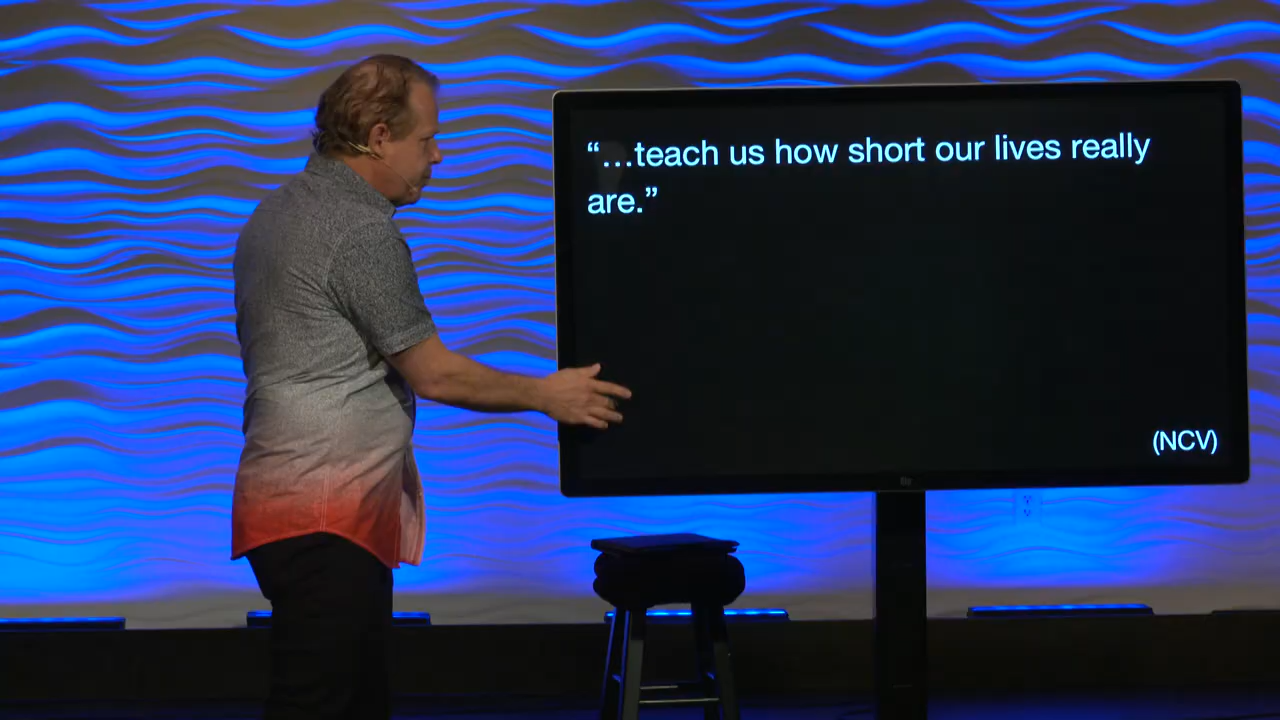 “…teach us how short our lives really
are.”
(NCV)